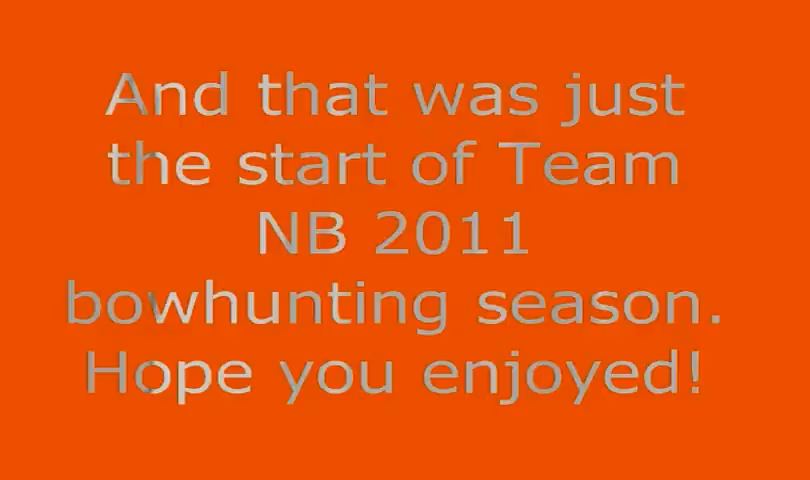 And that was just
the start of Team
NB 2011
bowhunting season.
Hope you enjoyed!